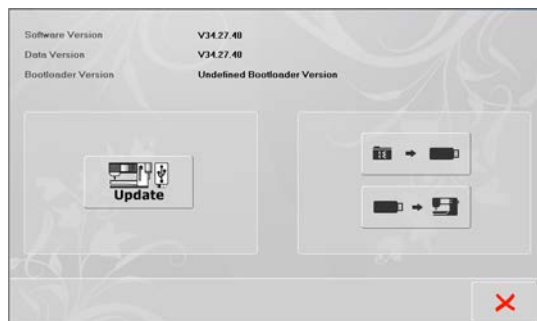 Software Version V34.27.40
Data Version V34.27.40
Bootloader Version Undefined Bootloader Version
Update